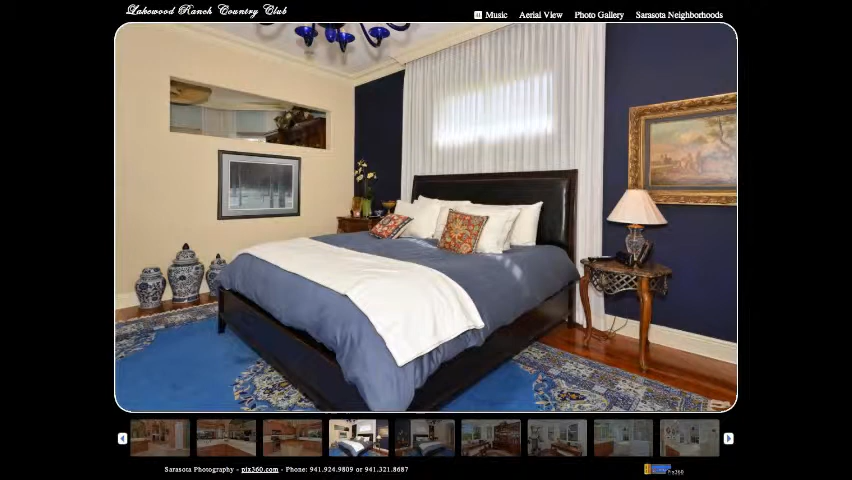 Lakewood Ranch Country Club
Music Aerial View Photo Gallery Sarasota Neighborhoods
Sarasota Photography - pix360.com - Phone: 941.924.9809 or 941.321.8687
Pix360